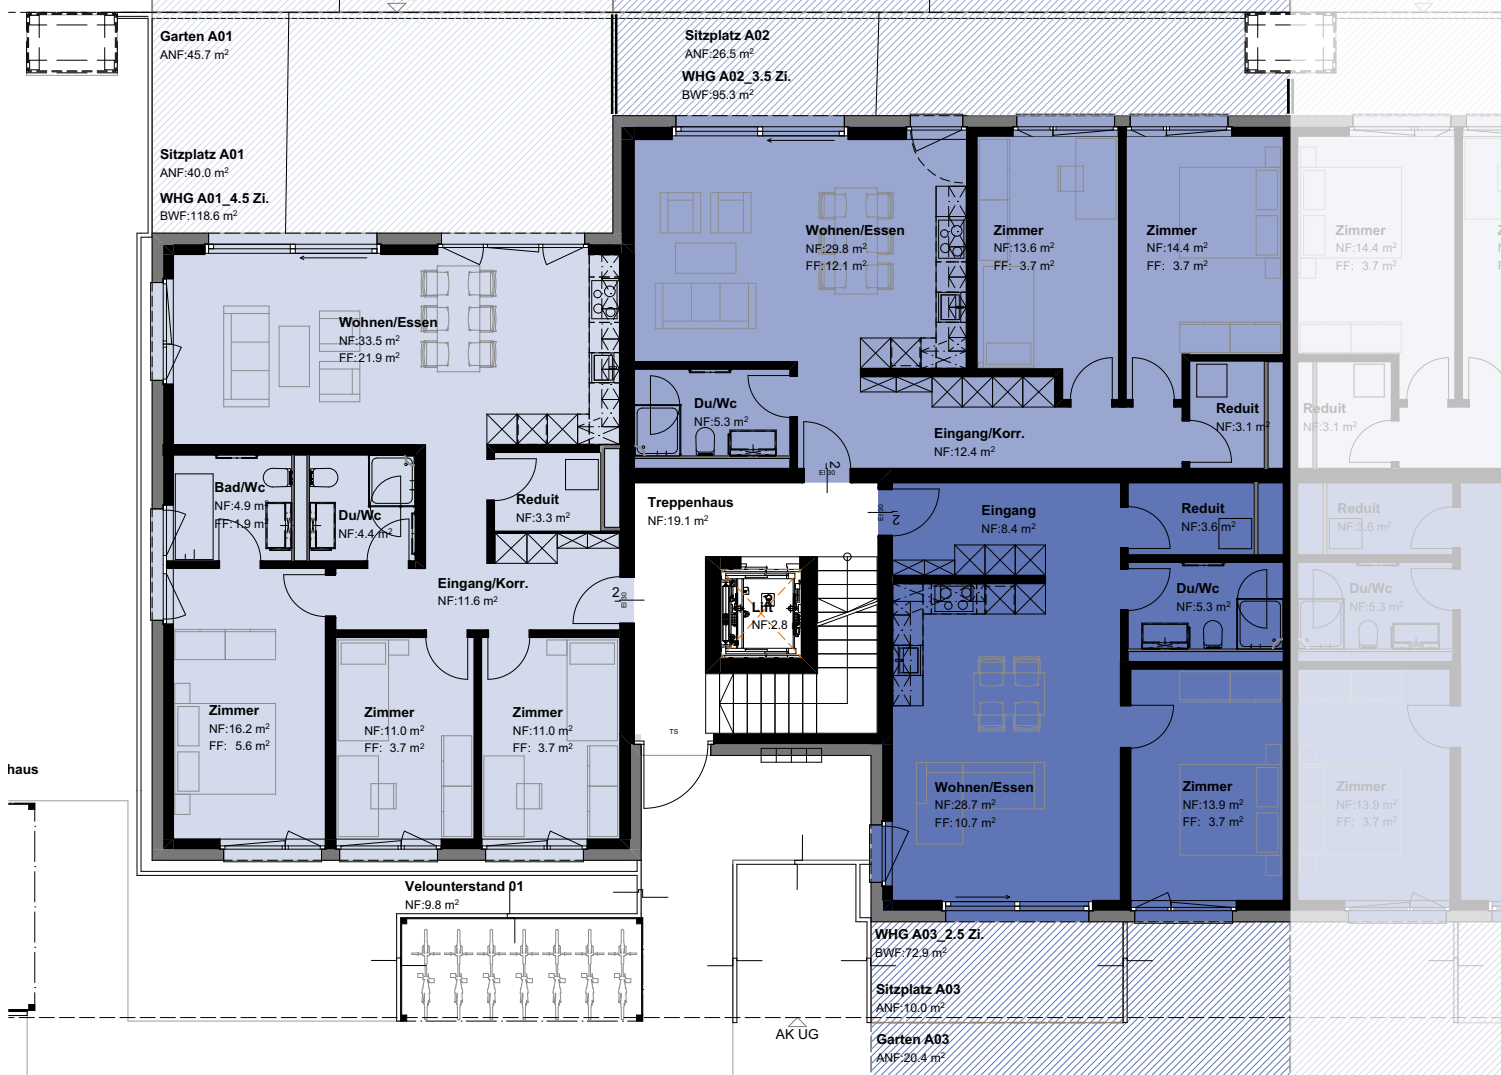 Garten A01
ANF:45.7 m²
Sitzplatz A02
ANF:26.5 m²
WHG A02_3.5 Zi.
BWF:95.3 m²
Sitzplatz A01
ANF:40.0 m²
WHG A01_4.5 Zi.
BWF:118.6 m²
Wohnen/Essen
NF:29.8 m²
FF:12.1 m²
Zimmer
NF:13.6 m²
FF: 3.7 m²
Zimmer
NF:14.4 m²
FF: 3.7 m²
Zimmer
NF:14.4 m²
FF: 3.7 m²
Wohnen/Essen
NF:33.5 m²
FF:21.9 m²
Du/Wc
NF:5.3 m²
Reduit
NF:3.1 m²
Reduit
NF:3.1 m²
Eingang/Korr.
NF:12.4 m²
EI 30
2
Bad/Wc
NF:4.9 m²
FF:1.9 m²
Du/Wc
NF:4.4 m²
Reduit
NF:3.3 m²
Treppenhaus
NF:19.1 m²
EI 30
2
Eingang
NF:8.4 m²
Reduit
NF:3.6 m²
Reduit
NF:3.6 m²
Eingang/Korr.
NF:11.6 m²
2
EI 30
Lift
NF:2.8
Du/Wc
NF:5.3 m²
Du/Wc
NF:5.3 m²
Zimmer
NF:16.2 m²
FF: 5.6 m²
Zimmer
NF:11.0 m²
FF: 3.7 m²
Zimmer
NF:11.0 m²
FF: 3.7 m²
TS
haus
Wohnen/Essen
NF:28.7 m²
FF:10.7 m²
Zimmer
NF:13.9 m²
FF: 3.7 m²
Zimmer
NF:13.9 m²
FF: 3.7 m²
Velounterstand 01
NF:9.8 m²
WHG A03_2.5 Zi.
BWF:72.9 m²
Sitzplatz A03
ANF:10.0 m²
AK UG
Garten A03
ANF:20.4 m²